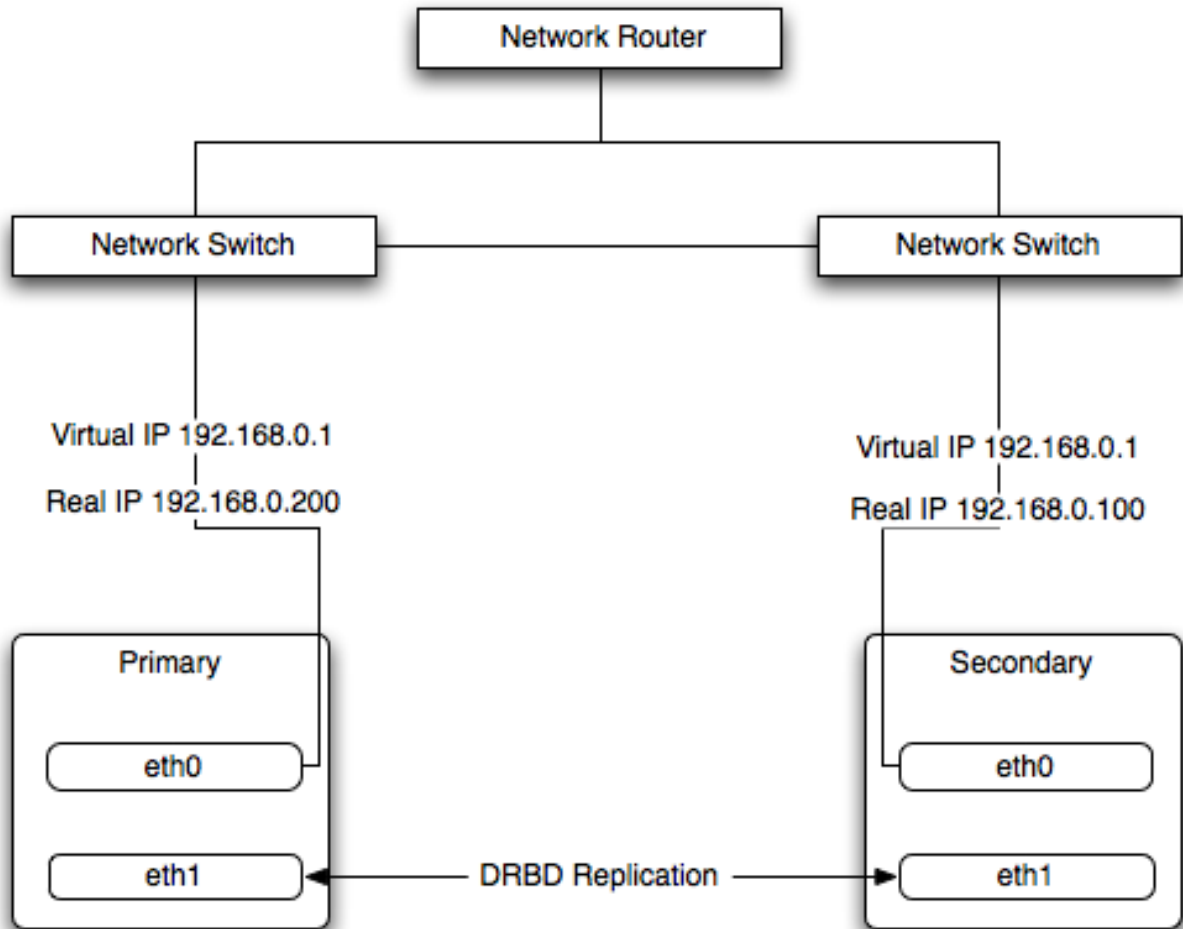 Network Router
Network Switch
Network Switch
Virtual IP 192.168.0.1
Virtual IP 192.168.0.1
Real IP 192.168.0.200
Real IP 192.168.0.100
Primary
Secondary
eth0
eth0
eth1
DRBD Replication
eth1